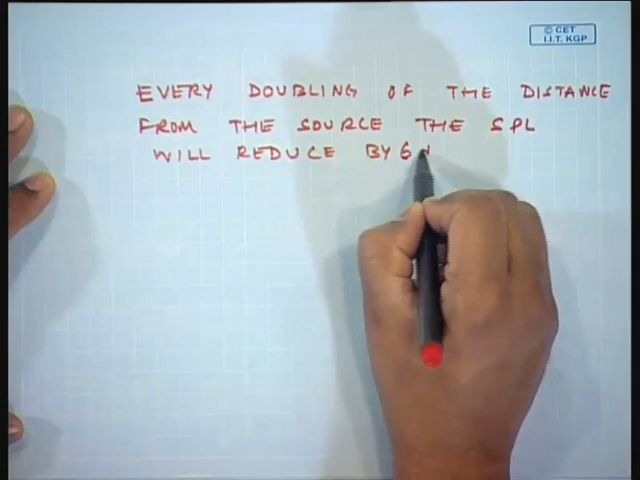 © CET
I.I.T. KGP
EVERY DOUBLING OF THE DISTANCE
FROM THE SOURCE THE SPL
WILL REDUCE BY 6